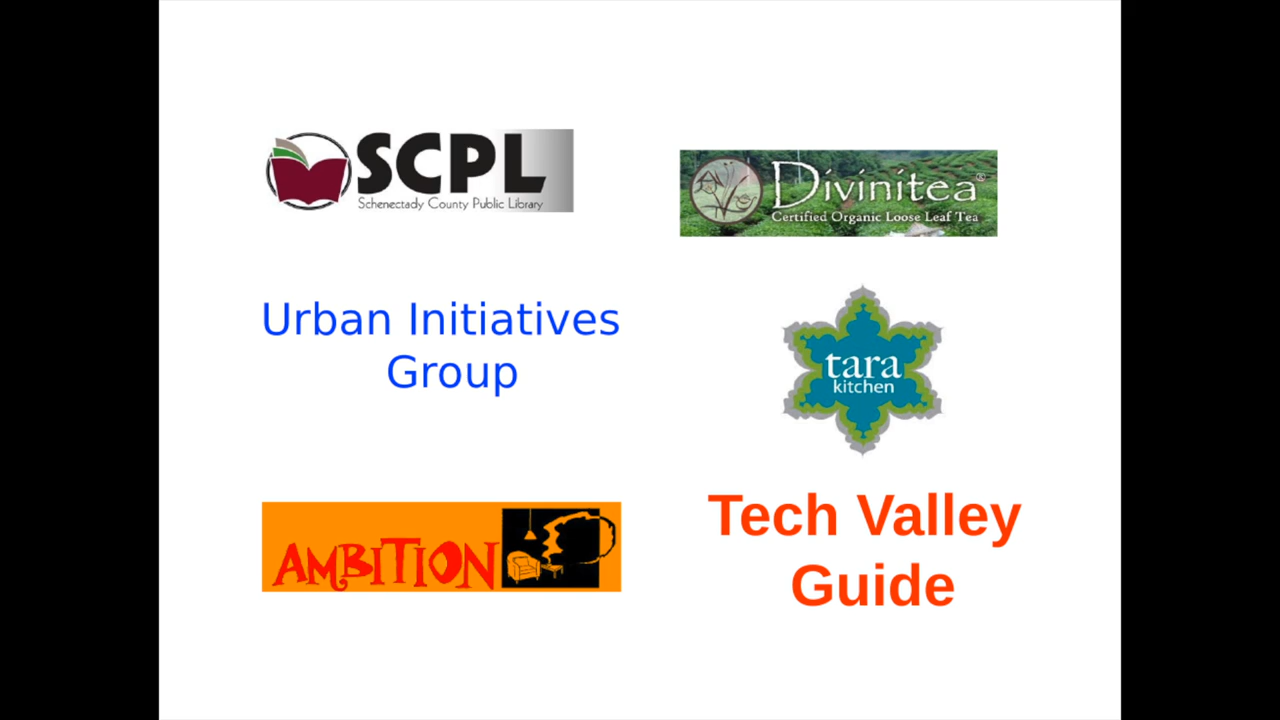 SCPL
Schenectady County Public Library
Divinitea®
Certified Organic Loose Leaf Tea
Urban Initiatives
Group
tara
kitchen
AMBITION
Tech Valley
Guide